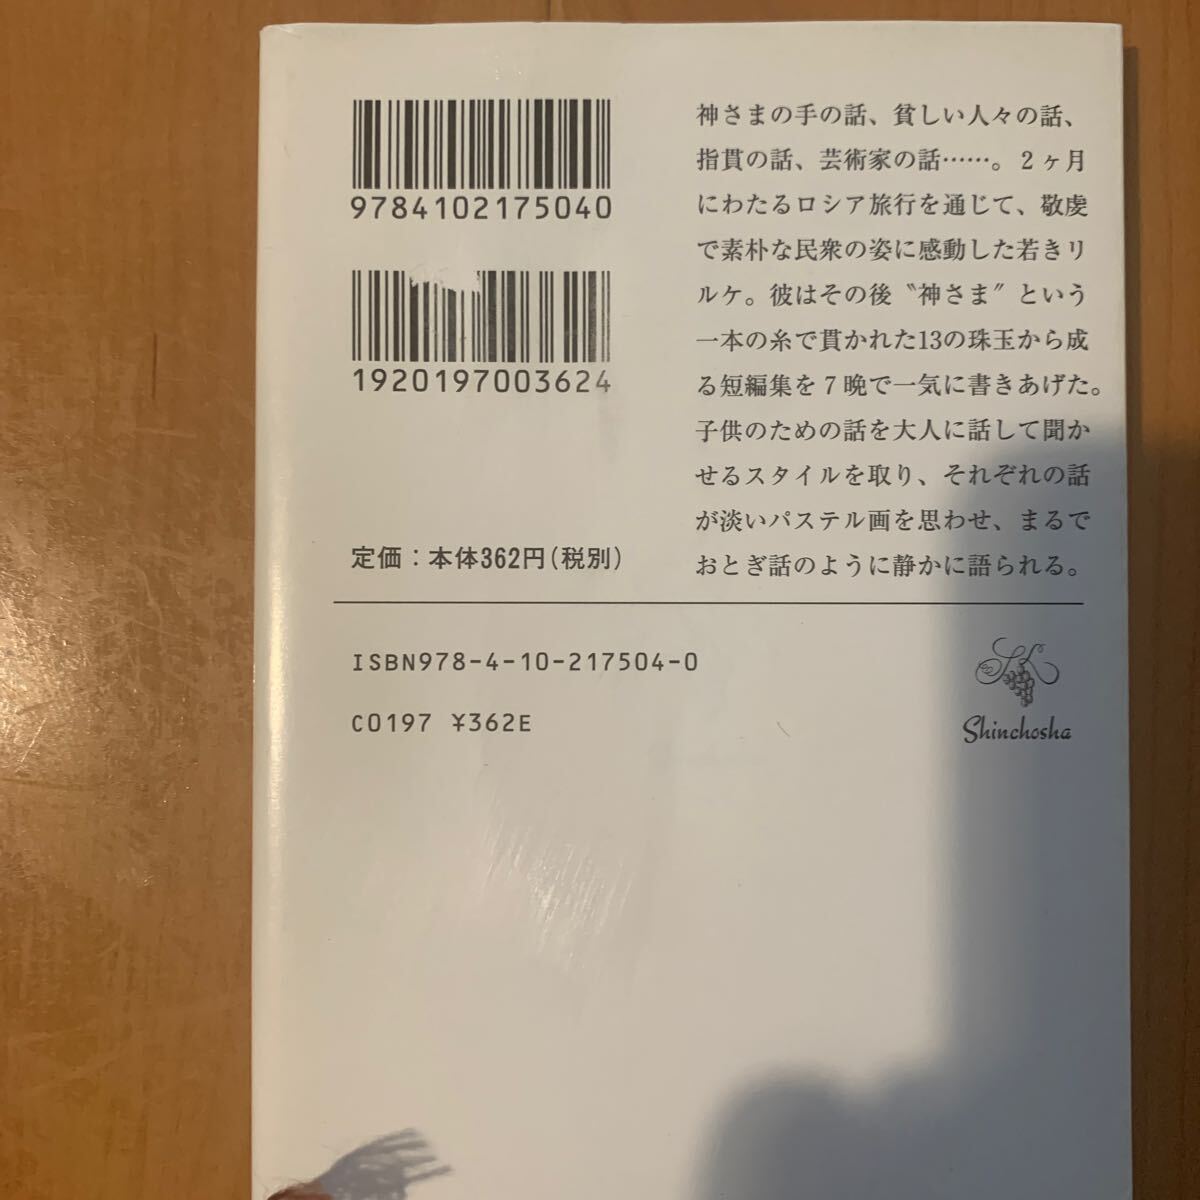 9784102175040
1920197003624
定価：本体362円（税別）
神さまの手の話、貧しい人々の話、
指貫の話、芸術家の話……。２ヶ月
にわたるロシア旅行を通じて、敬虔
で素朴な民衆の姿に感動した若きリ
ルケ。彼はその後〝神さま〟という
一本の糸で貫かれた13の珠玉から成
る短編集を７晩で一気に書きあげた。
子供のための話を大人に話して聞か
せるスタイルを取り、それぞれの話
が淡いパステル画を思わせ、まるで
おとぎ話のように静かに語られる。
ISBN978-4-10-217504-0
C0197 ¥362E
Shinchosha